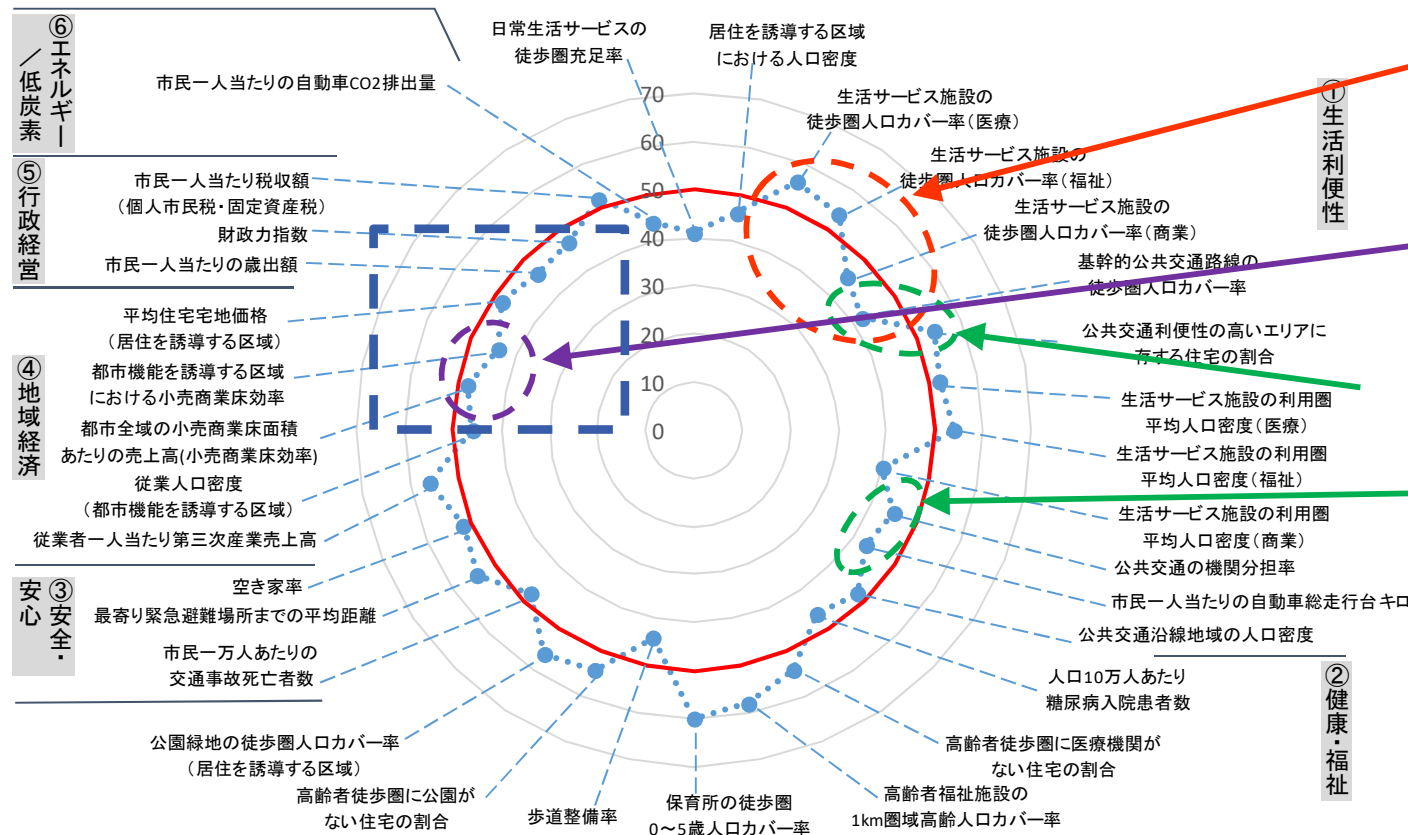 ⑥エネルギー
／低炭素
⑤行政経営
④地域経済
③安全・
安心
①生活利便性
②健康・福祉
日常生活サービスの
徒歩圏充足率
居住を誘導する区域
における人口密度
生活サービス施設の
徒歩圏人口カバー率(医療)
生活サービス施設の
徒歩圏人口カバー率(福祉)
生活サービス施設の
徒歩圏人口カバー率(商業)
基幹的公共交通路線の
徒歩圏人口カバー率
公共交通利便性の高いエリアに
存する住宅の割合
生活サービス施設の利用圏
平均人口密度(医療)
生活サービス施設の利用圏
平均人口密度(福祉)
生活サービス施設の利用圏
平均人口密度(商業)
公共交通の機関分担率
市民一人当たりの自動車総走行台キロ
公共交通沿線地域の人口密度
人口10万人あたり
糖尿病入院患者数
高齢者徒歩圏に医療機関が
ない住宅の割合
高齢者福祉施設の
1km圏域高齢人口カバー率
保育所の徒歩圏
0～5歳人口カバー率
歩道整備率
高齢者徒歩圏に公園が
ない住宅の割合
公園緑地の徒歩圏人口カバー率
(居住を誘導する区域)
市民一万人あたりの
交通事故死亡者数
最寄り緊急避難場所までの平均距離
空き家率
従業者一人当たり第三次産業売上高
従業人口密度
(都市機能を誘導する区域)
都市全域の小売商業床面積
あたりの売上高(小売商業床効率)
都市機能を誘導する区域
における小売商業床効率
平均住宅宅地価格
(居住を誘導する区域)
市民一人当たりの歳出額
財政力指数
市民一人当たり税収額
(個人市民税・固定資産税)
市民一人当たりの自動車CO2排出量
70
60
50
40
30
20
10
0